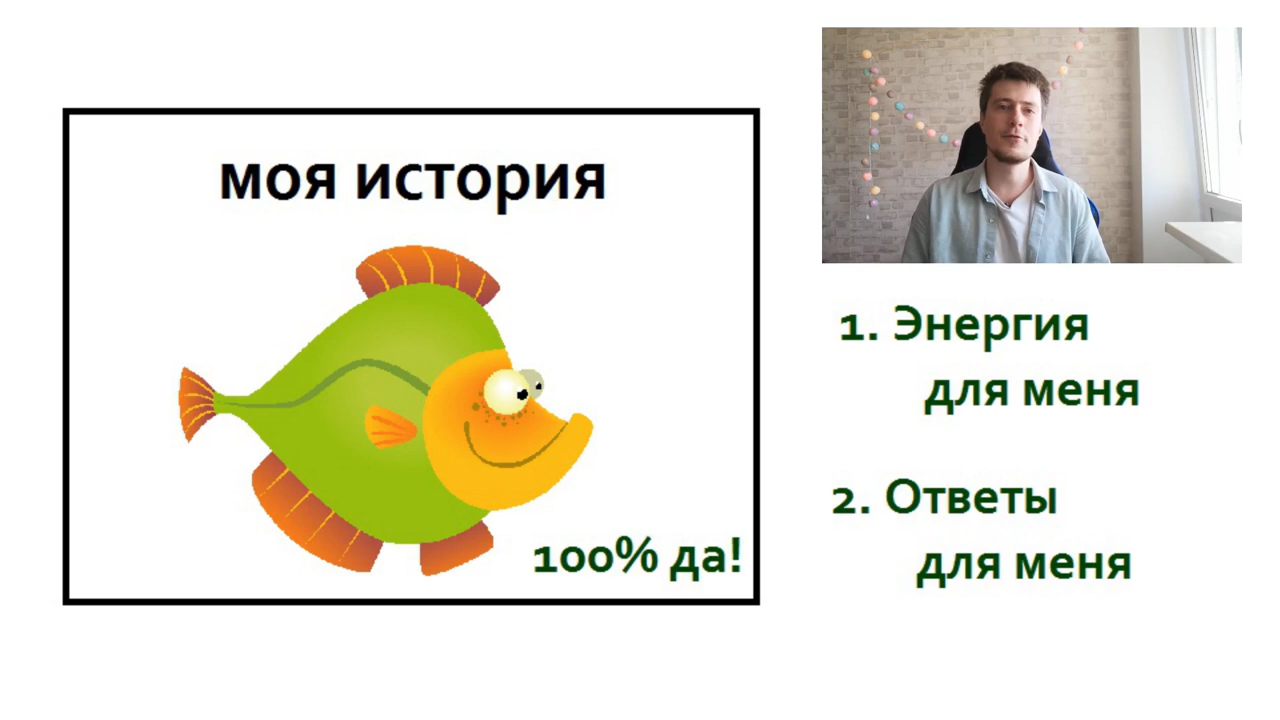 моя история
100% да!
1. Энергия
для меня
2. Ответы
для меня